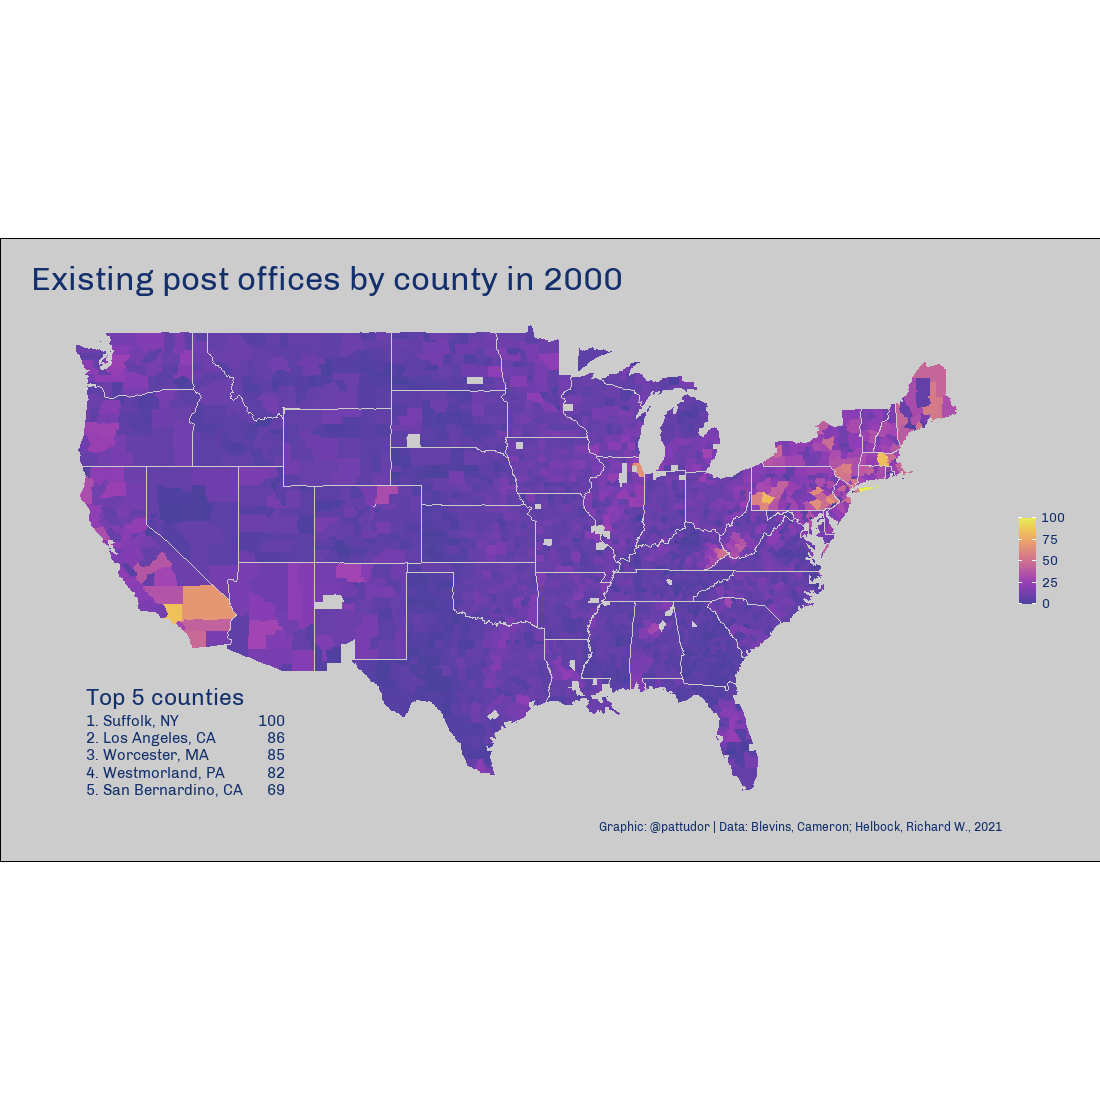 Existing post offices by county in 2000
100
75
50
25
0
Top 5 counties
1. Suffolk, NY 100
2. Los Angeles, CA 86
3. Worcester, MA 85
4. Westmorland, PA 82
5. San Bernardino, CA 69
Graphic: @pattudor | Data: Blevins, Cameron; Helbock, Richard W., 2021